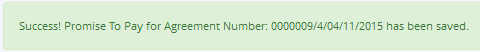 Success! Promise To Pay for Agreement Number: 0000009/4/04/11/2015 has been saved.